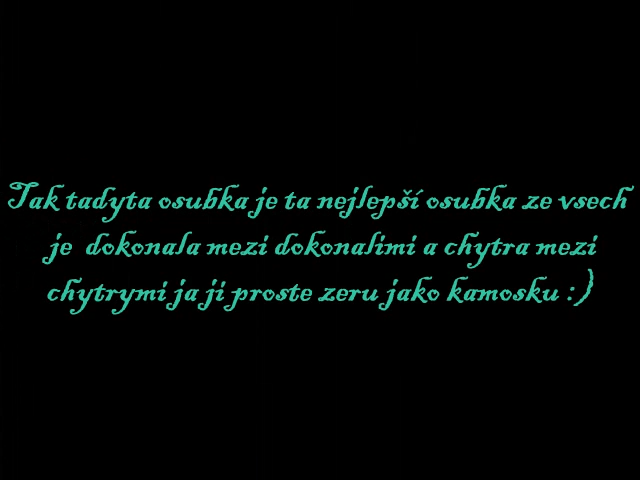 Tak tadyta osubka je ta nejlepší osubka ze vsech
je dokonala mezi dokonalimi a chytra mezi
chytrymi ja ji proste zeru jako kamosku :)